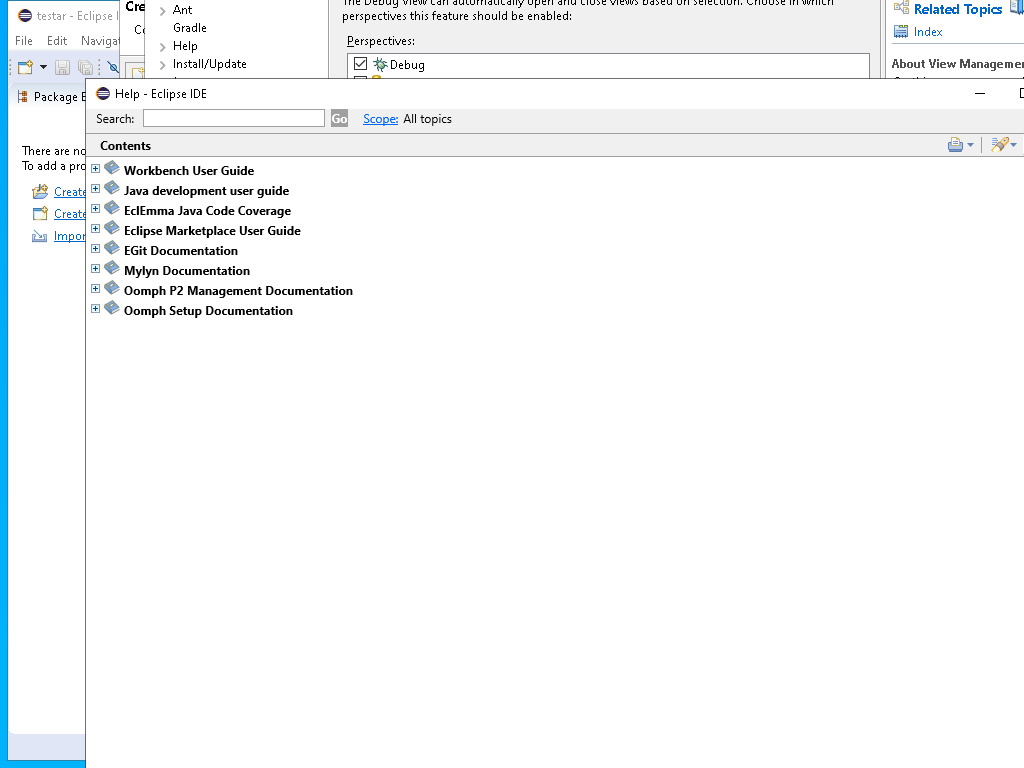 testar - Eclipse I
File Edit Navigat
Package E
There are no
To add a pro
Create
Create
Impor
Cre
Ant
Gradle
Help
Install/Update
The Debug View can automatically open and close views based on selection. Choose in which
perspectives this feature should be enabled:
Perspectives:
Debug
Related Topics
Index
About View Manageme
Help - Eclipse IDE
Search: Go Scope: All topics
Contents
Workbench User Guide
Java development user guide
EclEmma Java Code Coverage
Eclipse Marketplace User Guide
EGit Documentation
Mylyn Documentation
Oomph P2 Management Documentation
Oomph Setup Documentation